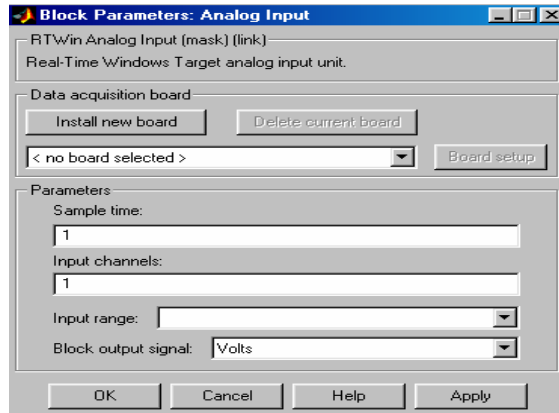 Block Parameters: Analog Input
RTWin Analog Input (mask) (link)
Real-Time Windows Target analog input unit.
Data acquisition board
Install new board
Delete current board
< no board selected >
Board setup
Parameters
Sample time:
1
Input channels:
1
Input range:
Block output signal: Volts
OK Cancel Help Apply